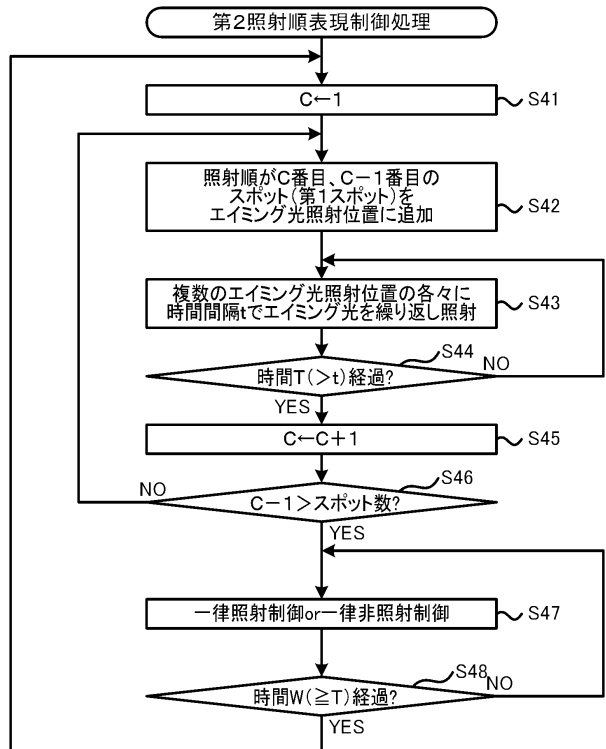 第2照射順表現制御処理
C←1
S41
照射順がC番目、C－1番目の
スポット(第1スポット)を
エイミング光照射位置に追加
S42
複数のエイミング光照射位置の各々に
時間間隔tでエイミング光を繰り返し照射
S43
S44
時間T(＞t)経過?
NO
YES
C←C＋1
S45
S46
NO
C－1＞スポット数?
YES
一律照射制御or一律非照射制御
S47
S48
NO
時間W(≧T)経過?
YES